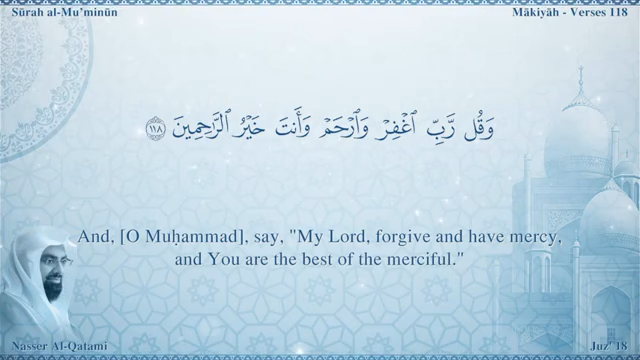 Sūrah al-Mu’minūn
Mākiyāh - Verses 118
وَقُل رَّبِّ ٱغْفِرْ وَٱرْحَمْ وَأَنتَ خَيْرُ ٱلرَّٰحِمِينَ ١١٨
And, [O Muḥammad], say, "My Lord, forgive and have mercy,
and You are the best of the merciful."
Nasser Al-Qatami
Juz' 18